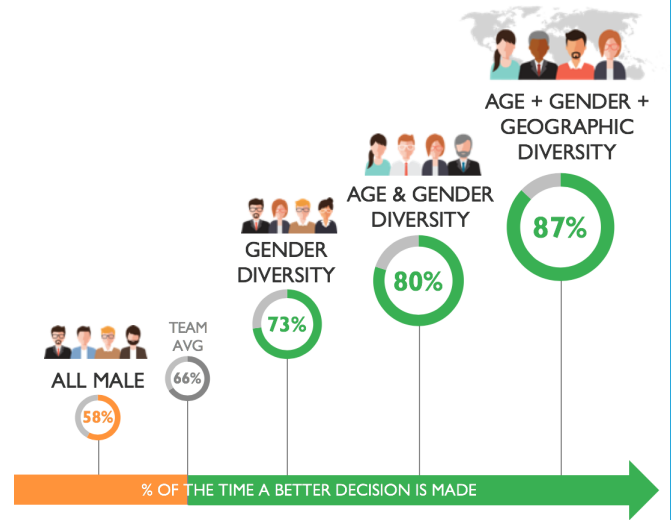 AGE + GENDER +
GEOGRAPHIC
DIVERSITY
87%
AGE & GENDER
DIVERSITY
80%
GENDER
DIVERSITY
73%
TEAM
AVG
66%
ALL MALE
58%
% OF THE TIME A BETTER DECISION IS MADE